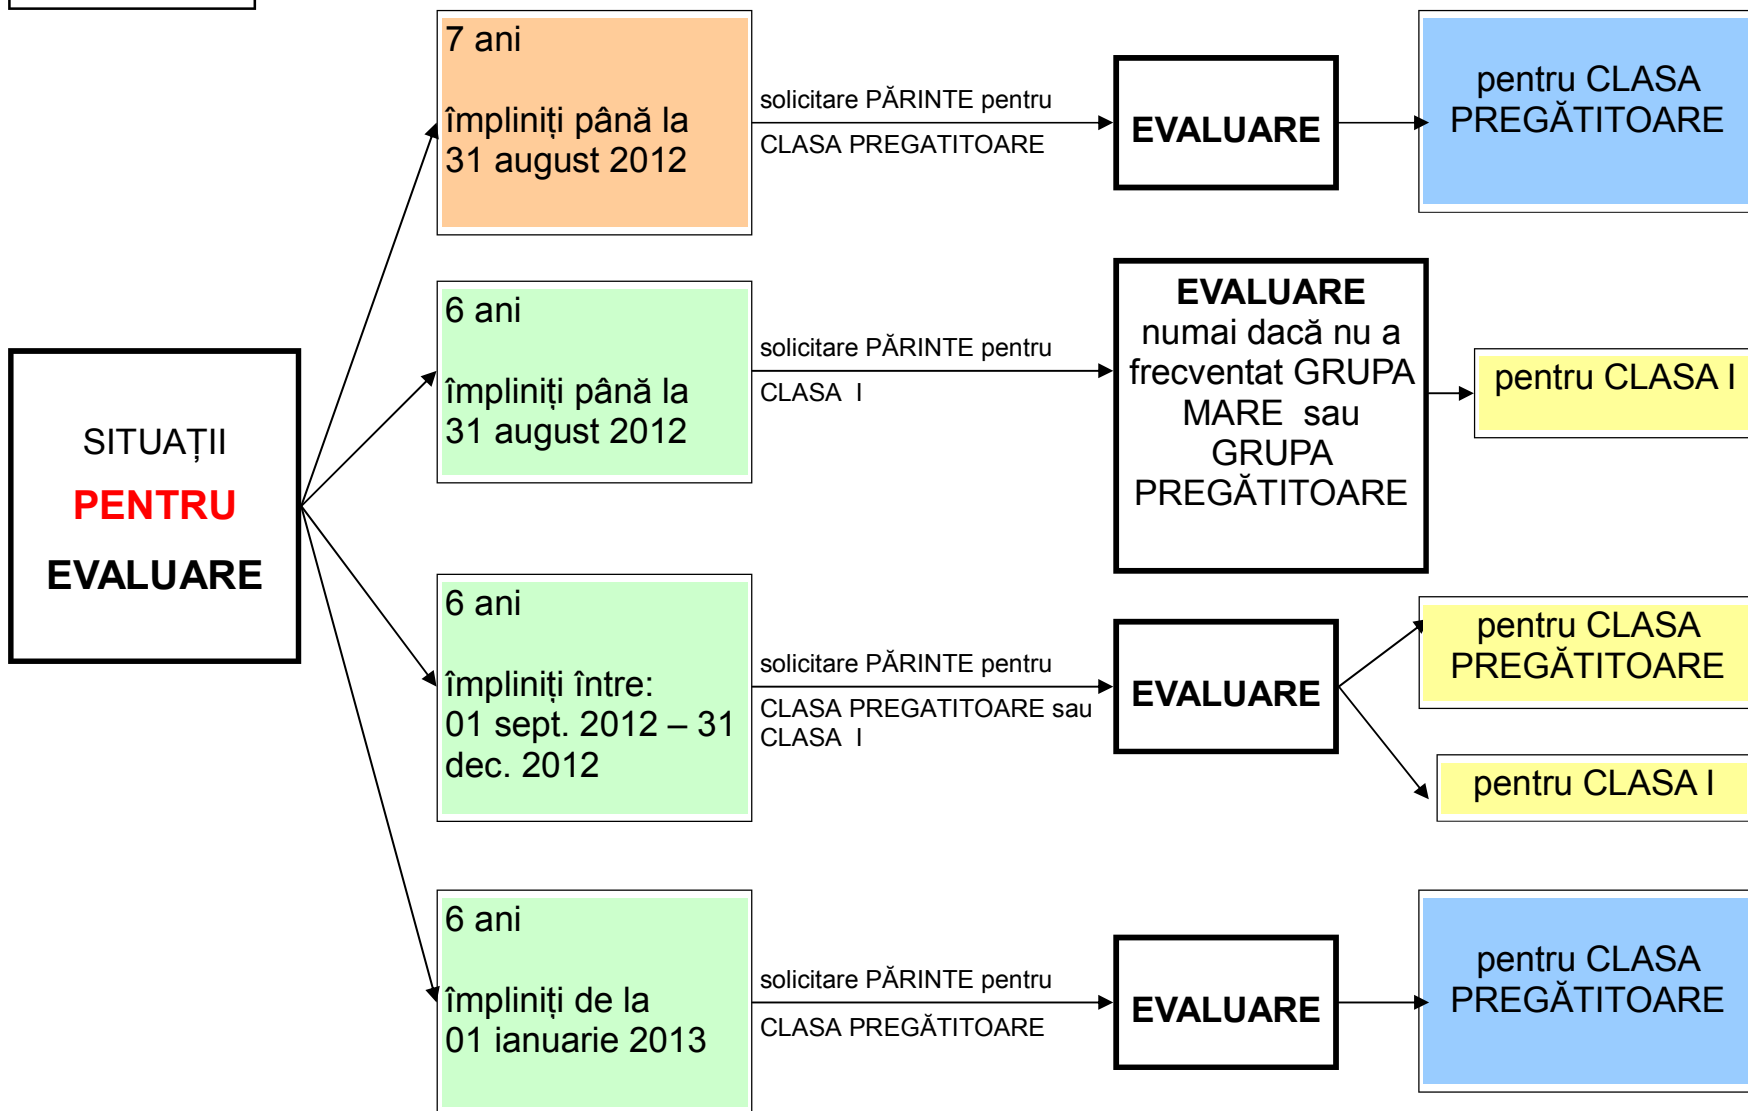 SITUAȚII
PENTRU
EVALUARE
7 ani
împliniți până la
31 august 2012
solicitare PĂRINTE pentru
CLASA PREGATITOARE
EVALUARE
pentru CLASA
PREGĂTITOARE
6 ani
împliniți până la
31 august 2012
solicitare PĂRINTE pentru
CLASA I
EVALUARE
numai dacă nu a
frecventat GRUPA
MARE sau
GRUPA
PREGĂTITOARE
pentru CLASA I
6 ani
împliniți între:
01 sept. 2012 – 31
dec. 2012
solicitare PĂRINTE pentru
CLASA PREGATITOARE sau
CLASA I
EVALUARE
pentru CLASA
PREGĂTITOARE
pentru CLASA I
6 ani
împliniți de la
01 ianuarie 2013
solicitare PĂRINTE pentru
CLASA PREGĂTITOARE
EVALUARE
pentru CLASA
PREGĂTITOARE